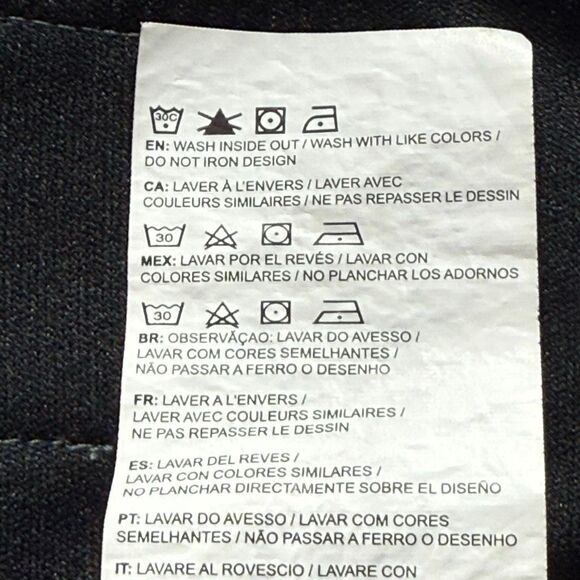 30C
EN: WASH INSIDE OUT / WASH WITH LIKE COLORS /
DO NOT IRON DESIGN
CA: LAVER À L'ENVERS / LAVER AVEC
COULEURS SIMILAIRES / NE PAS REPASSER LE DESSIN
30
MEX: LAVAR POR EL REVÉS / LAVAR CON
COLORES SIMILARES / NO PLANCHAR LOS ADORNOS
30
BR: OBSERVAÇAO: LAVAR DO AVESSO /
LAVAR COM CORES SEMELHANTES /
NÃO PASSAR A FERRO O DESENHO
FR: LAVER A L'ENVERS /
LAVER AVEC COULEURS SIMILAIRES /
NE PAS REPASSER LE DESSIN
ES: LAVAR DEL REVES /
LAVAR CON COLORES SIMILARES /
NO PLANCHAR DIRECTAMENTE SOBRE EL DISEÑO
PT: LAVAR DO AVESSO / LAVAR COM CORES
SEMELHANTES / NÃO PASSAR A FERRO O DESENHO
IT: LAVARE AL ROVESCIO / LAVARE CON